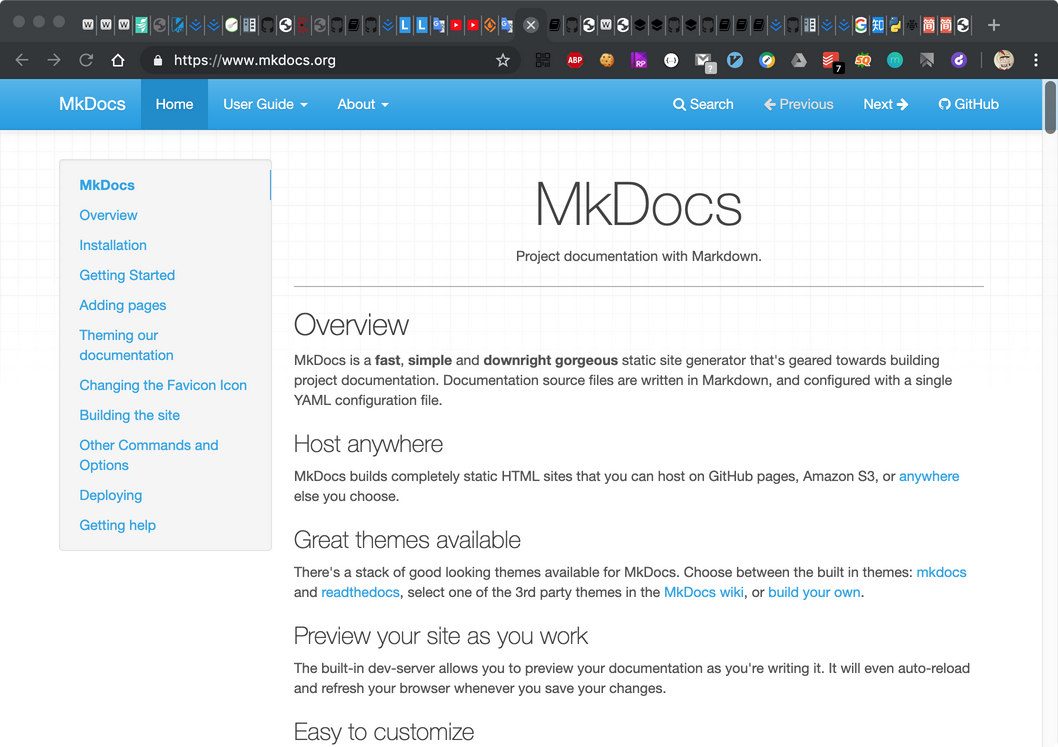 https://www.mkdocs.org
ABP
RP
?
7
SQ
MkDocs
Home
User Guide
About
Search
Previous
Next
GitHub
MkDocs
Overview
Installation
Getting Started
Adding pages
Theming our
documentation
Changing the Favicon Icon
Building the site
Other Commands and
Options
Deploying
Getting help
MkDocs
Project documentation with Markdown.
Overview
MkDocs is a fast, simple and downright gorgeous static site generator that's geared towards building
project documentation. Documentation source files are written in Markdown, and configured with a single
YAML configuration file.
Host anywhere
MkDocs builds completely static HTML sites that you can host on GitHub pages, Amazon S3, or anywhere
else you choose.
Great themes available
There's a stack of good looking themes available for MkDocs. Choose between the built in themes: mkdocs
and readthedocs, select one of the 3rd party themes in the MkDocs wiki, or build your own.
Preview your site as you work
The built-in dev-server allows you to preview your documentation as you're writing it. It will even auto-reload
and refresh your browser whenever you save your changes.
Easy to customize